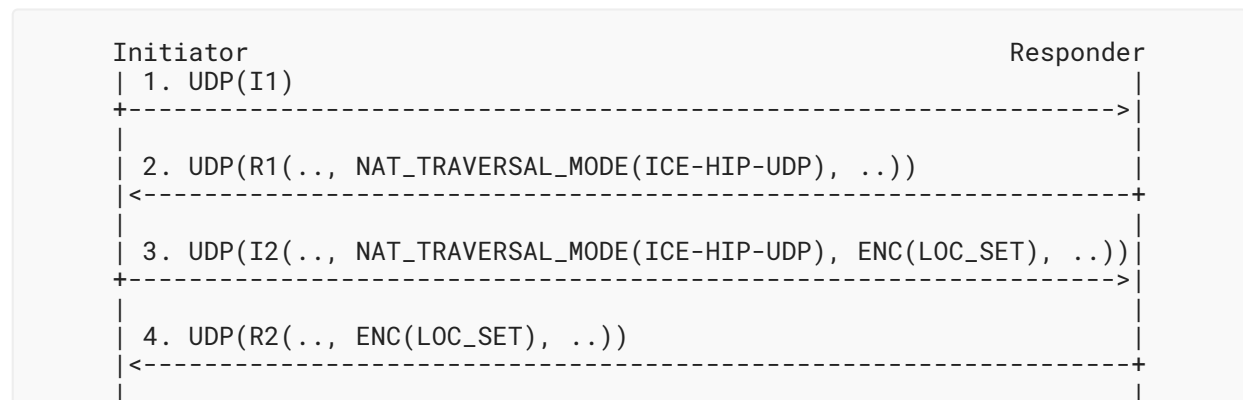 Initiator                                                    Responder
| 1. UDP(I1)                                                         |
+------------------------------------------------------------------->|
|                                                                    |
| 2. UDP(R1(.., NAT_TRAVERSAL_MODE(ICE-HIP-UDP), ..))                |
|<-------------------------------------------------------------------+
|                                                                    |
| 3. UDP(I2(.., NAT_TRAVERSAL_MODE(ICE-HIP-UDP), ENC(LOC_SET), ..))|
+------------------------------------------------------------------->|
|                                                                    |
| 4. UDP(R2(.., ENC(LOC_SET), ..))                                   |
|<-------------------------------------------------------------------+
|                                                                    |